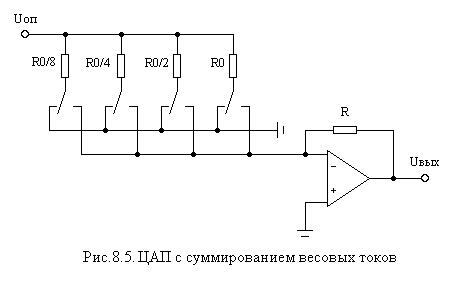 Uоп
R0/8 R0/4 R0/2 R0
R
Uвых
−
+
Рис.8.5. ЦАП с суммированием весовых токов